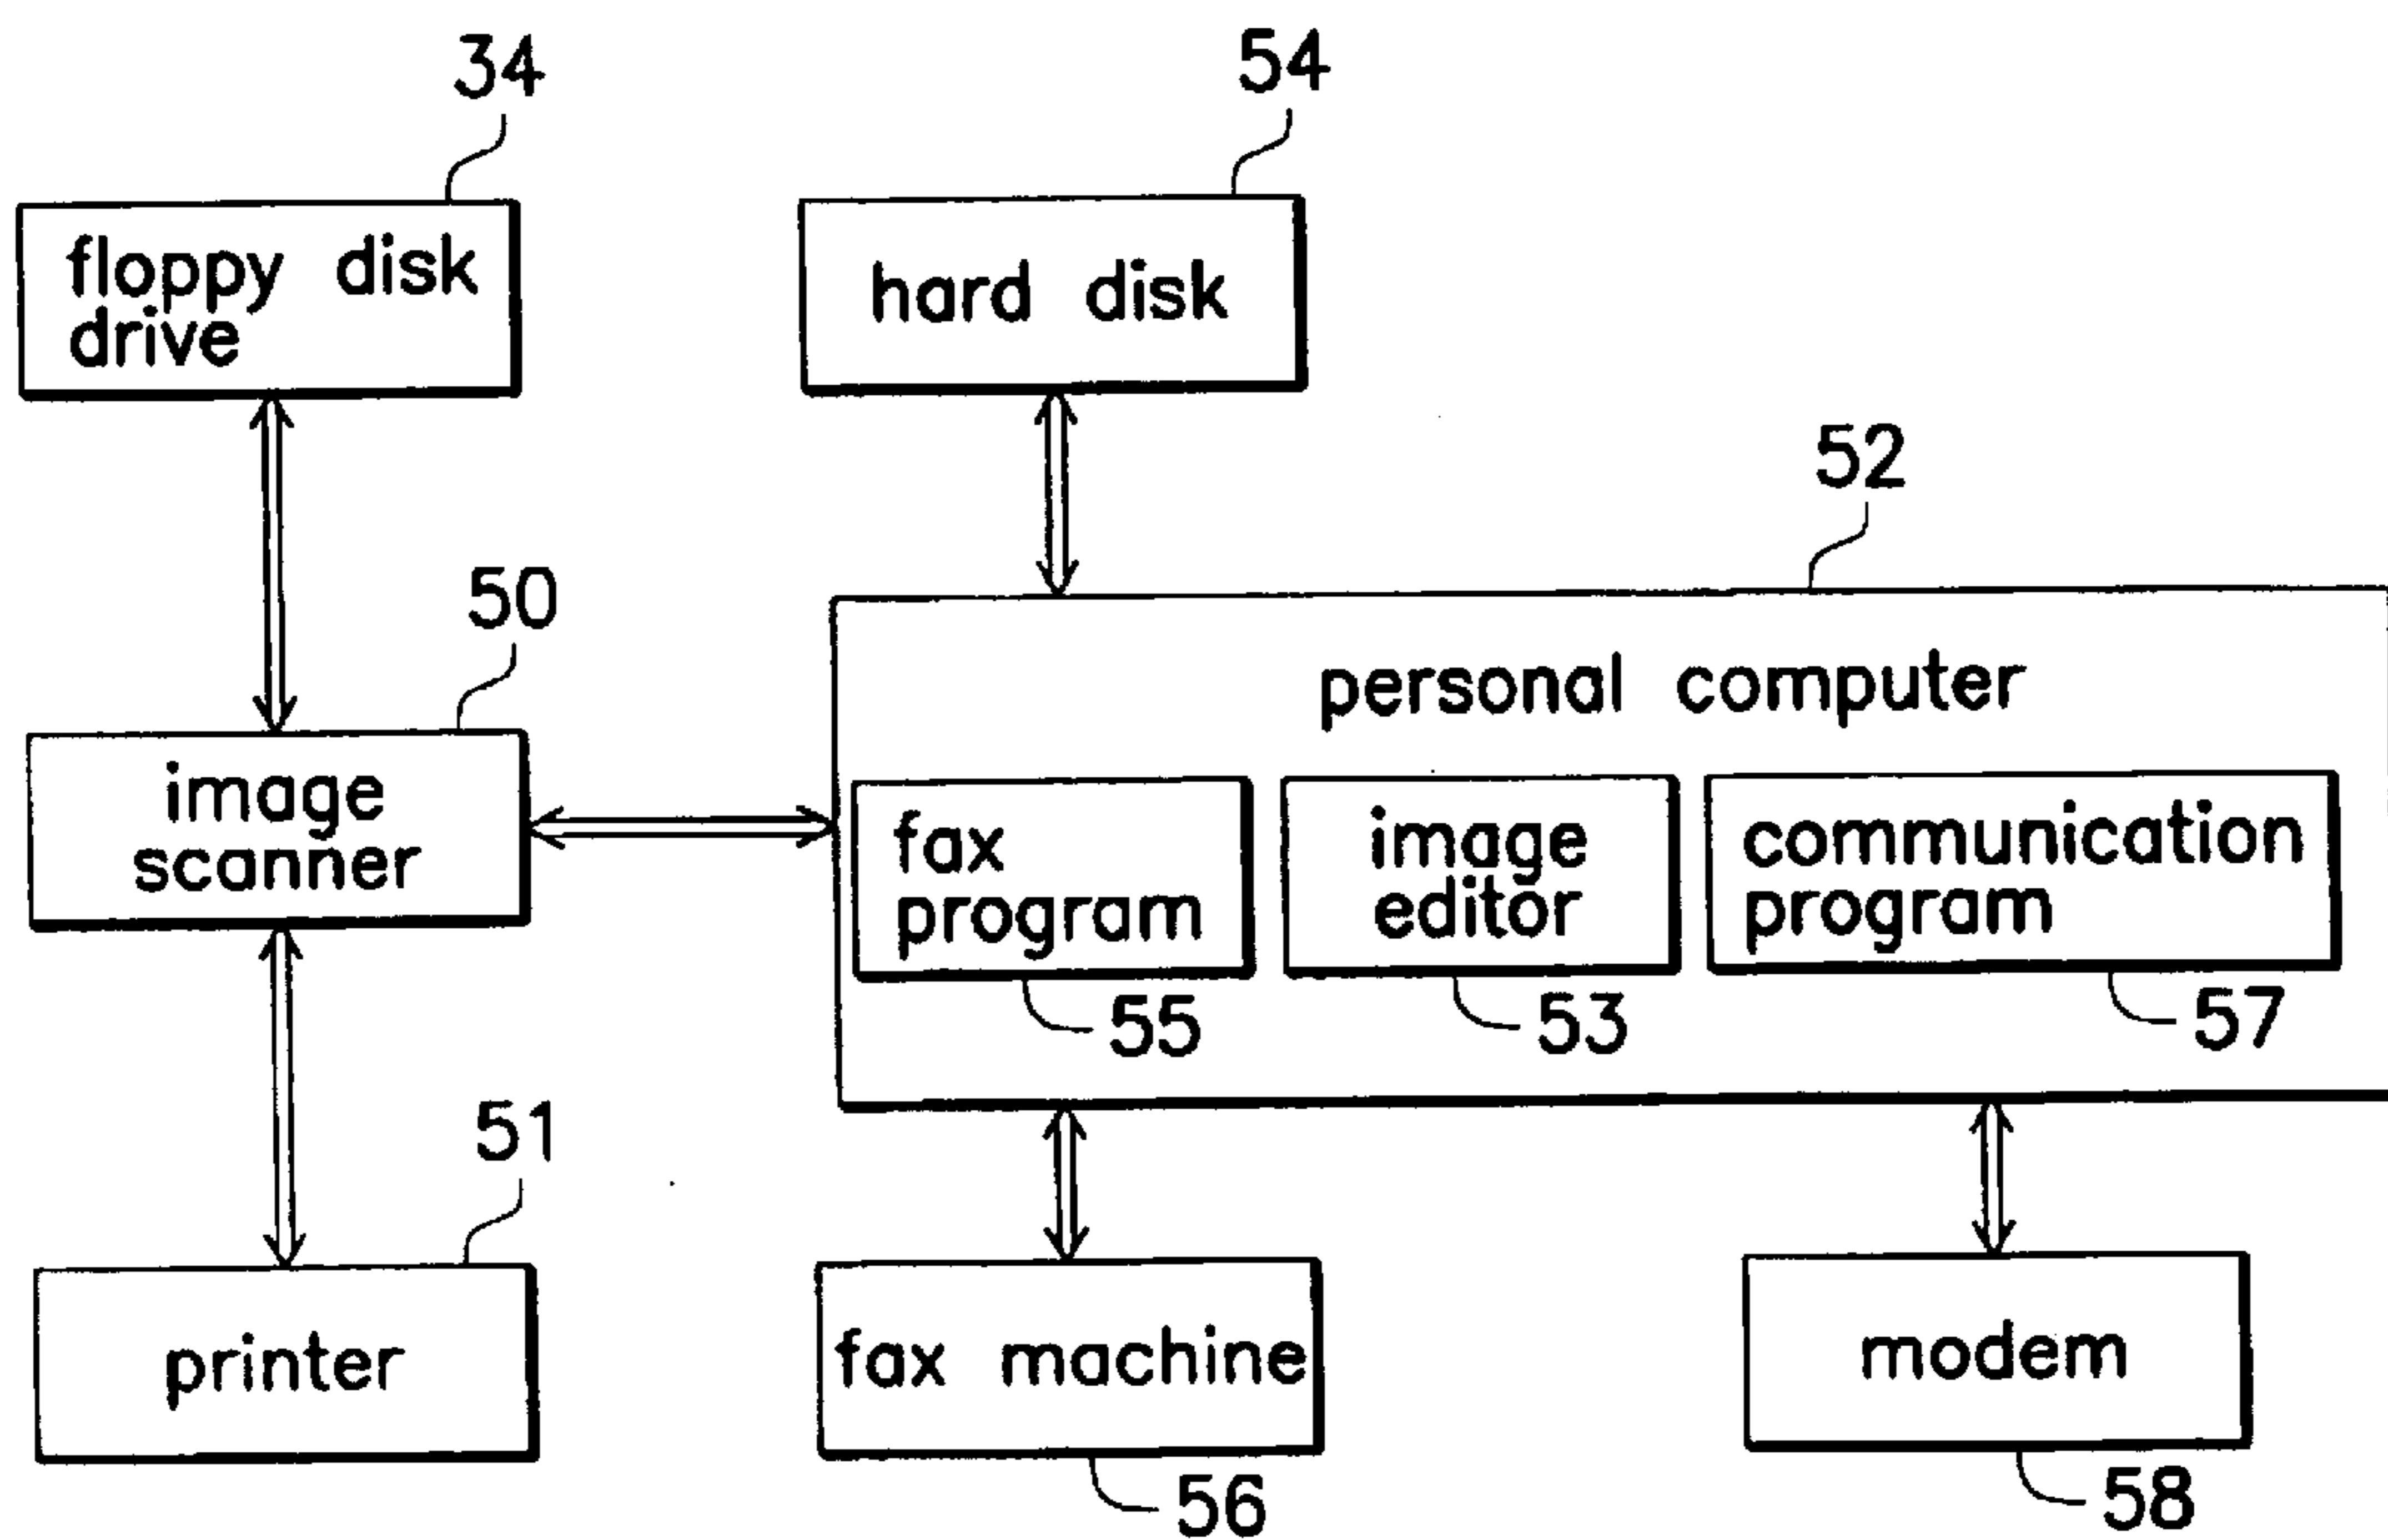 34
54
floppy disk
drive
hard disk
52
50
personal computer
image
scanner
fax
program
image
editor
communication
program
55
53
57
51
printer
fax machine
modem
56
58